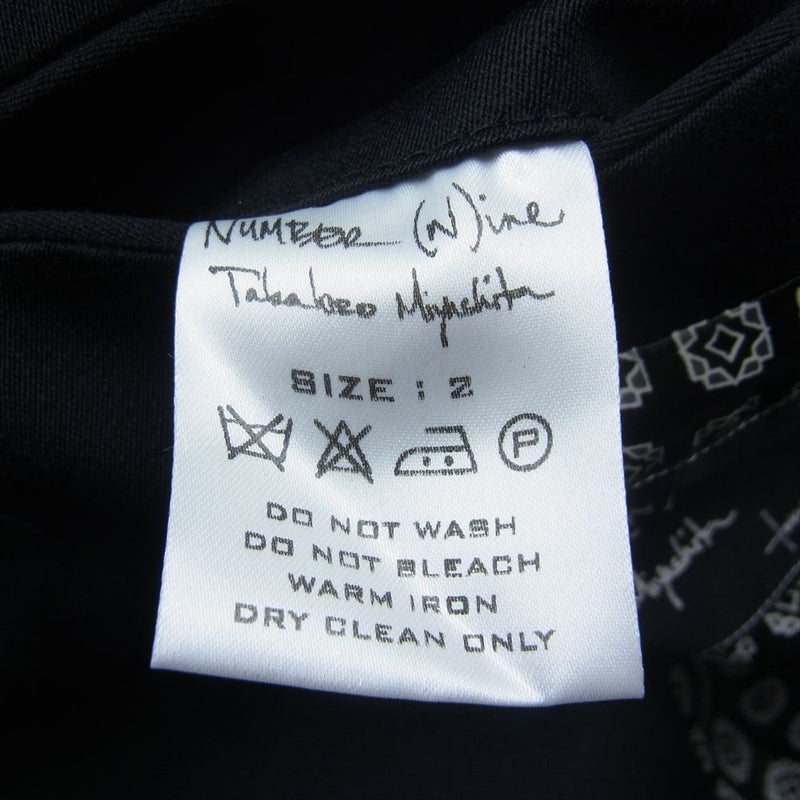 NUMBER (N)ine
Takahiro Miyashita
SIZE : 2
P
DO NOT WASH
DO NOT BLEACH
WARM IRON
DRY CLEAN ONLY